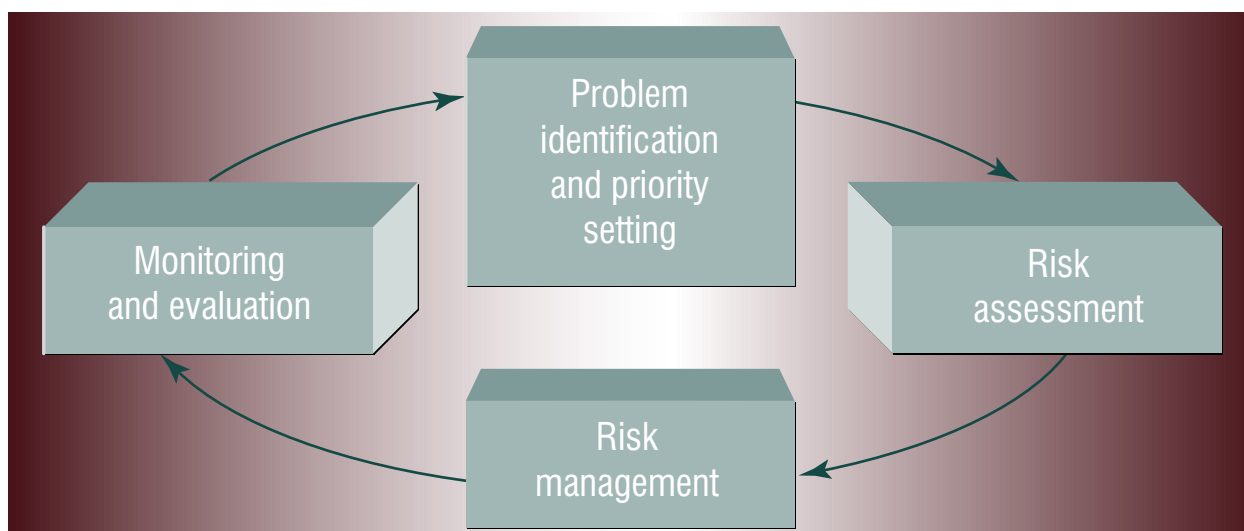 Problem
identification
and priority
setting
Risk
assessment
Risk
management
Monitoring
and evaluation